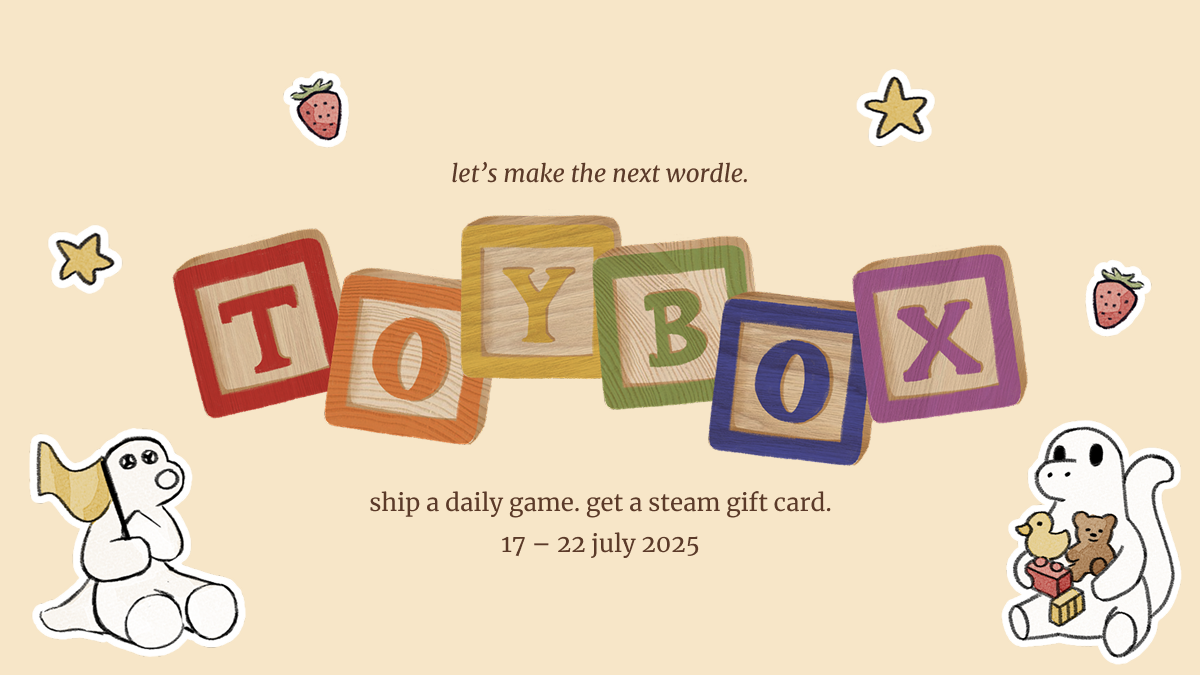 let’s make the next wordle.
TOYBOX
ship a daily game. get a steam gift card.
17 – 22 july 2025